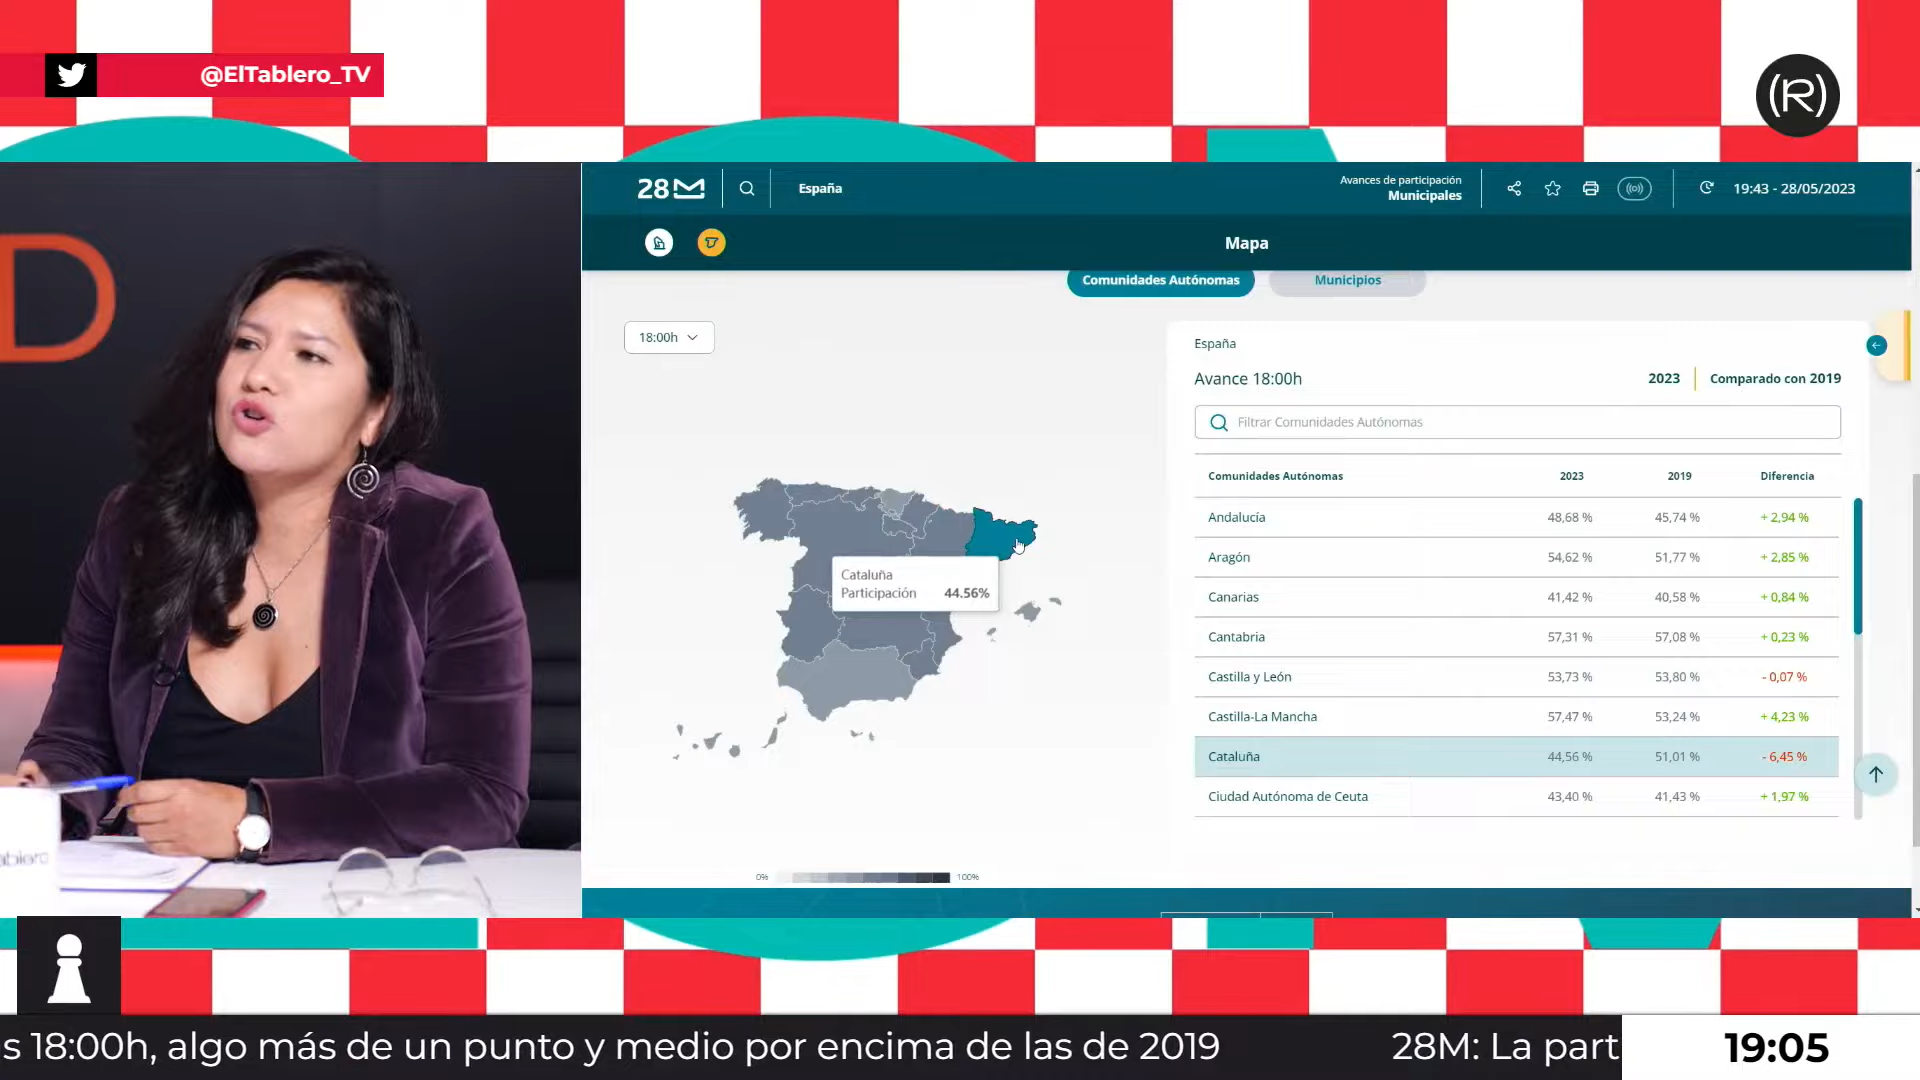 @ElTablero_TV
(R)
D
28M
España
Avances de participación
Municipales
19:43 - 28/05/2023
Mapa
Comunidades Autónomas
Municipios
18:00h
España
Avance 18:00h
2023
Comparado con 2019
Filtrar Comunidades Autónomas
Comunidades Autónomas 2023 2019 Diferencia
Andalucía 48,68 % 45,74 % + 2,94 %
Aragón 54,62 % 51,77 % + 2,85 %
Canarias 41,42 % 40,58 % + 0,84 %
Cantabria 57,31 % 57,08 % + 0,23 %
Castilla y León 53,73 % 53,80 % - 0,07 %
Castilla-La Mancha 57,47 % 53,24 % + 4,23 %
Cataluña 44,56 % 51,01 % - 6,45 %
Ciudad Autónoma de Ceuta 43,40 % 41,43 % + 1,97 %
Cataluña
Participación 44.56%
0% 100%
ablero
s 18:00h, algo más de un punto y medio por encima de las de 2019
28M: La part
19:05